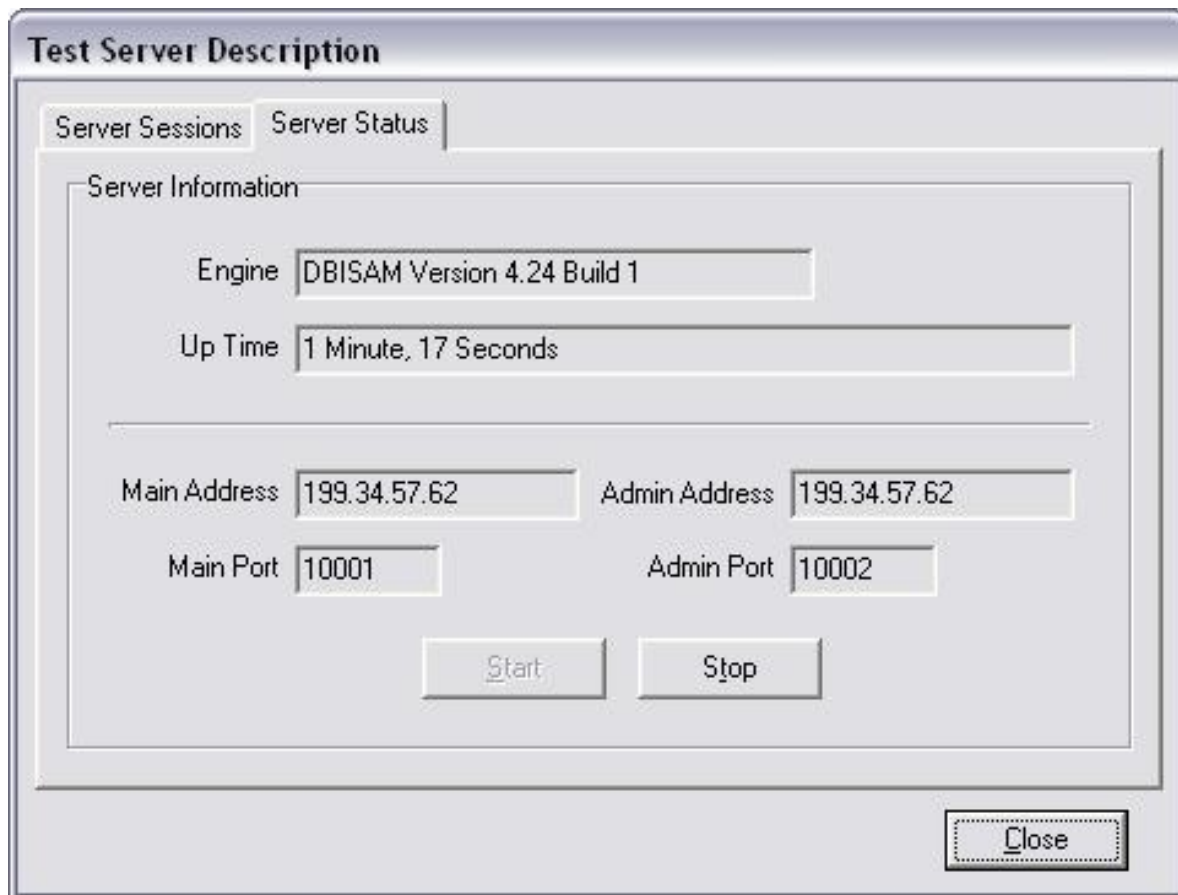 Test Server Description
Server Sessions Server Status
Server Information
Engine DBISAM Version 4.24 Build 1
Up Time 1 Minute, 17 Seconds
Main Address 199.34.57.62 Admin Address 199.34.57.62
Main Port 10001 Admin Port 10002
Start Stop
Close